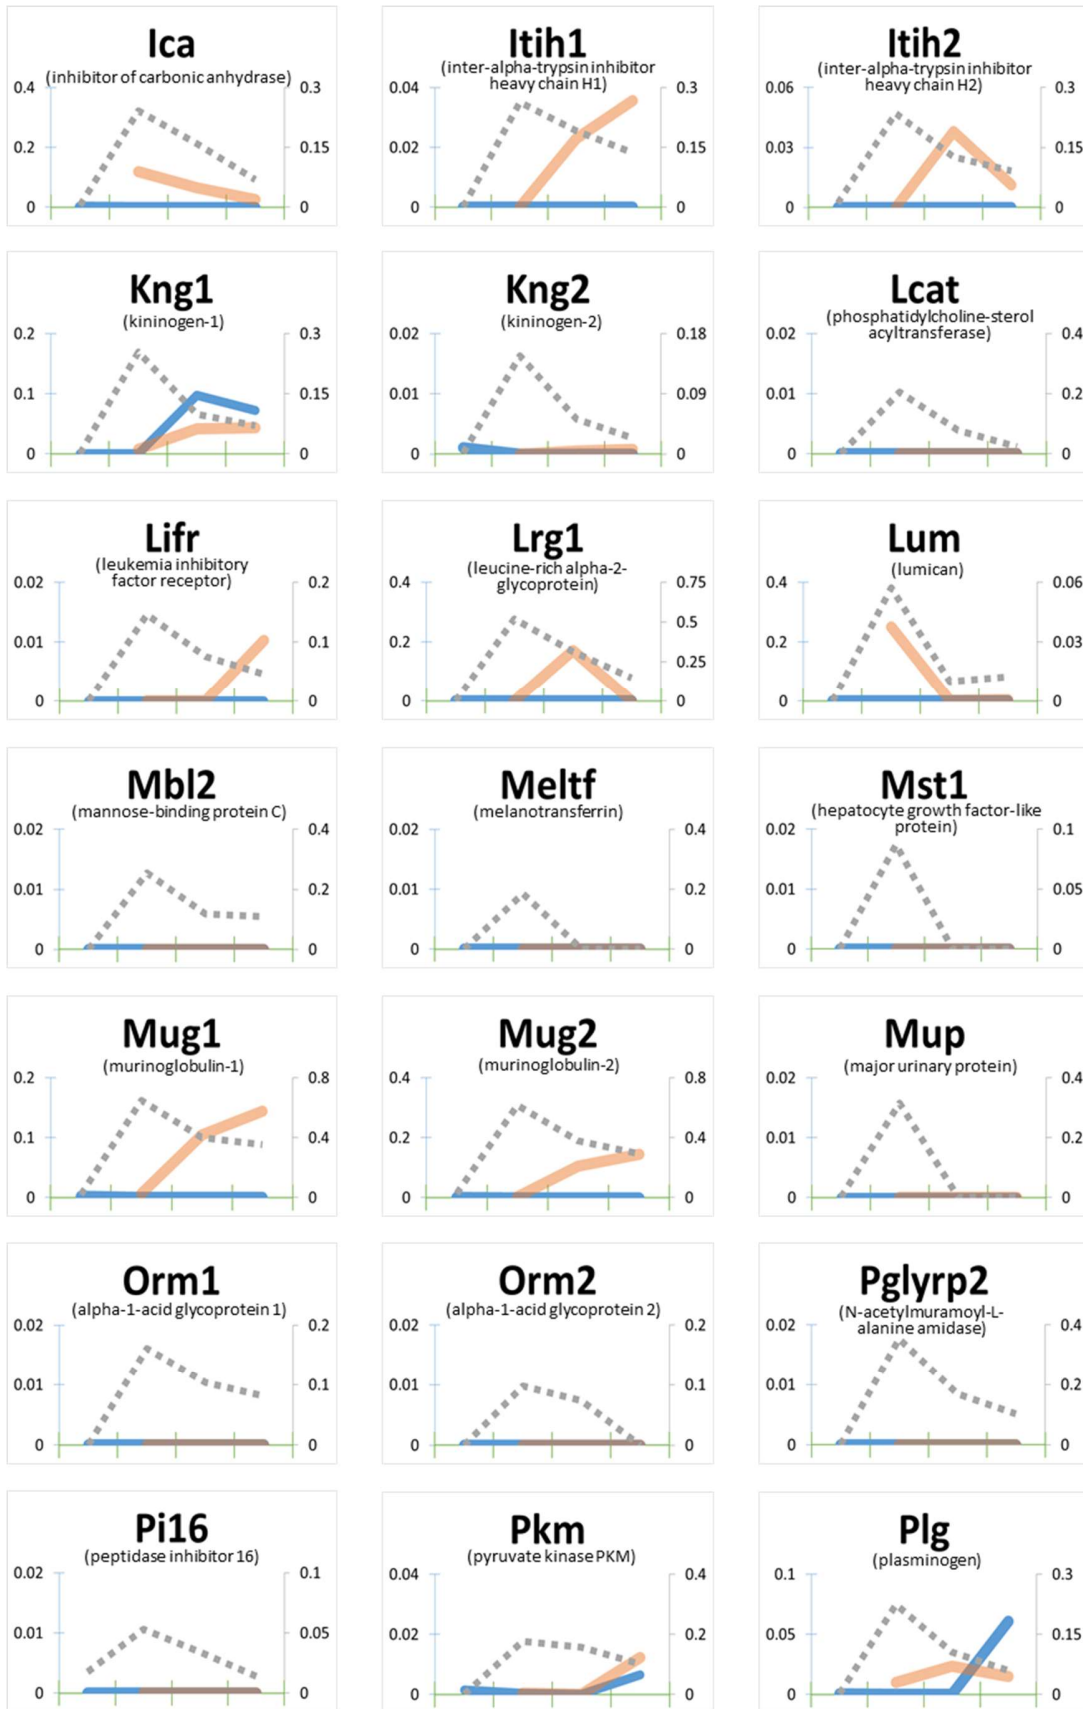 Ica
(inhibitor of carbonic anhydrase)
0.4
0.3
0.2
0.15
0
0
Itih1
(inter-alpha-trypsin inhibitor
heavy chain H1)
0.04
0.3
0.02
0.15
0
0
Itih2
(inter-alpha-trypsin inhibitor
heavy chain H2)
0.06
0.3
0.03
0.15
0
0
Kng1
(kininogen-1)
0.2
0.3
0.1
0.15
0
0
Kng2
(kininogen-2)
0.02
0.18
0.01
0.09
0
0
Lcat
(phosphatidylcholine-sterol
acyltransferase)
0.02
0.4
0.01
0.2
0
0
Lifr
(leukemia inhibitory
factor receptor)
0.02
0.2
0.01
0.1
0
0
Lrg1
(leucine-rich alpha-2-
glycoprotein)
0.4
0.75
0.5
0.2
0.25
0
0
Lum
(lumican)
0.4
0.06
0.2
0.03
0
0
Mbl2
(mannose-binding protein C)
0.02
0.4
0.01
0.2
0
0
Meltf
(melanotransferrin)
0.02
0.4
0.01
0.2
0
0
Mst1
(hepatocyte growth factor-like
protein)
0.02
0.1
0.01
0.05
0
0
Mug1
(murinoglobulin-1)
0.2
0.8
0.1
0.4
0
0
Mug2
(murinoglobulin-2)
0.4
0.8
0.2
0.4
0
0
Mup
(major urinary protein)
0.02
0.4
0.01
0.2
0
0
Orm1
(alpha-1-acid glycoprotein 1)
0.02
0.2
0.01
0.1
0
0
Orm2
(alpha-1-acid glycoprotein 2)
0.02
0.2
0.01
0.1
0
0
Pglyrp2
(N-acetylmuramoyl-L-
alanine amidase)
0.02
0.4
0.01
0.2
0
0
Pi16
(peptidase inhibitor 16)
0.02
0.1
0.01
0.05
0
0
Pkm
(pyruvate kinase PKM)
0.04
0.4
0.02
0.2
0
0
Plg
(plasminogen)
0.1
0.3
0.05
0.15
0
0